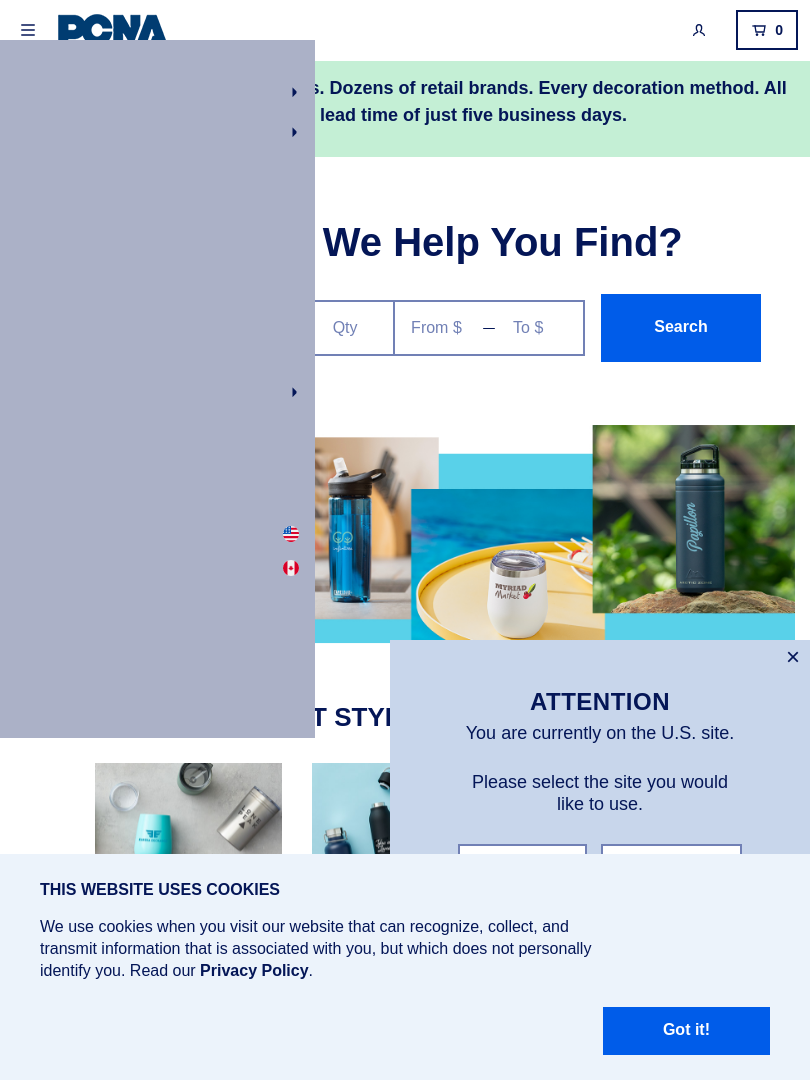 PCNA
0
. Dozens of retail brands. Every decoration method. All
lead time of just five business days.
We Help You Find?
Qty
From $
To $
Search
Papillon
MYRIAD
Market
ATTENTION
You are currently on the U.S. site.
Please select the site you would
like to use.
LONE
PEAK
THIS WEBSITE USES COOKIES
We use cookies when you visit our website that can recognize, collect, and
transmit information that is associated with you, but which does not personally
identify you. Read our Privacy Policy.
Got it!